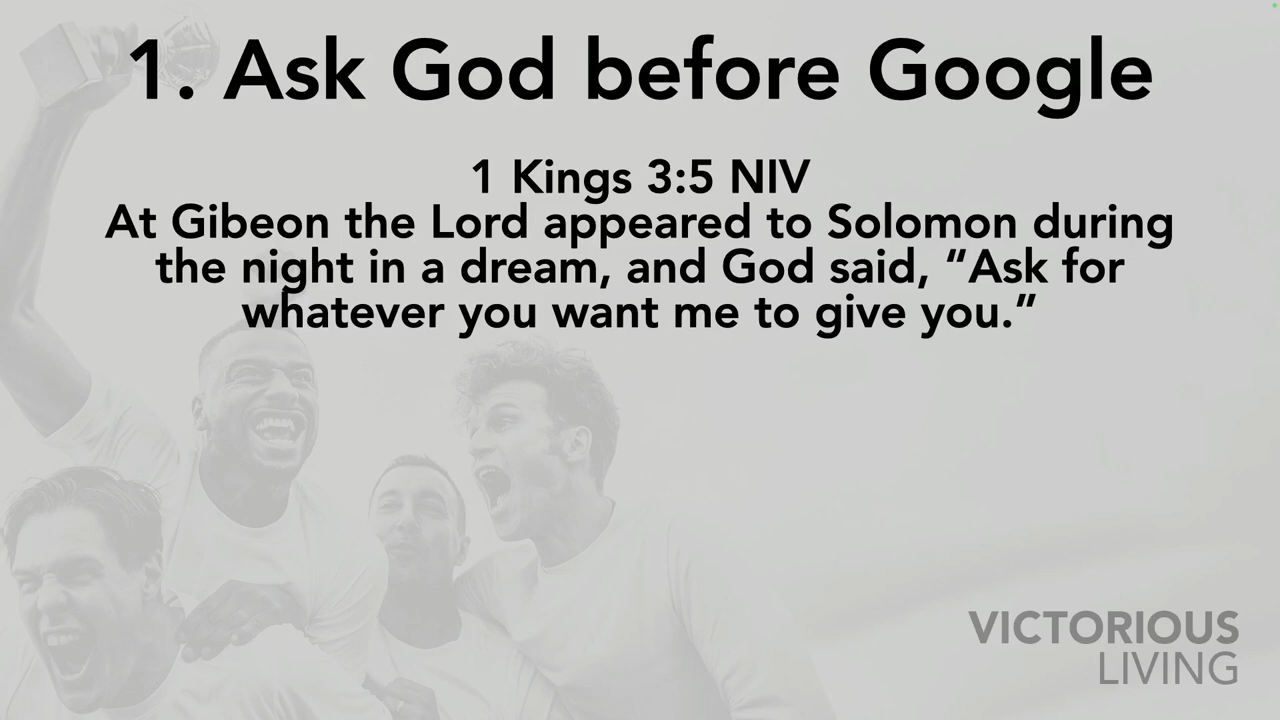 1. Ask God before Google
1 Kings 3:5 NIV
At Gibeon the Lord appeared to Solomon during
the night in a dream, and God said, “Ask for
whatever you want me to give you.”
VICTORIOUS
LIVING